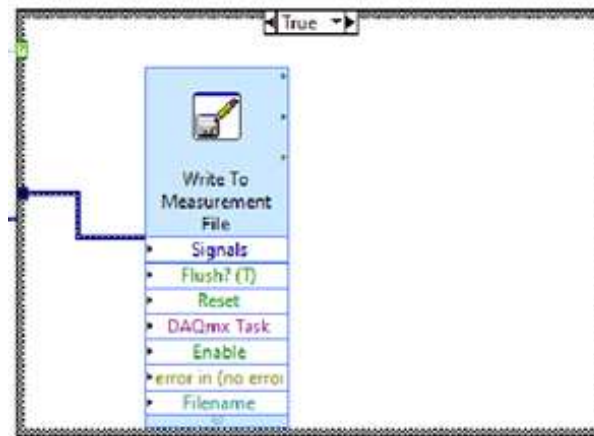 True
Write To
Measurement
File
Signals
Flush? (T)
Reset
DAQmx Task
Enable
error in (no error
Filename